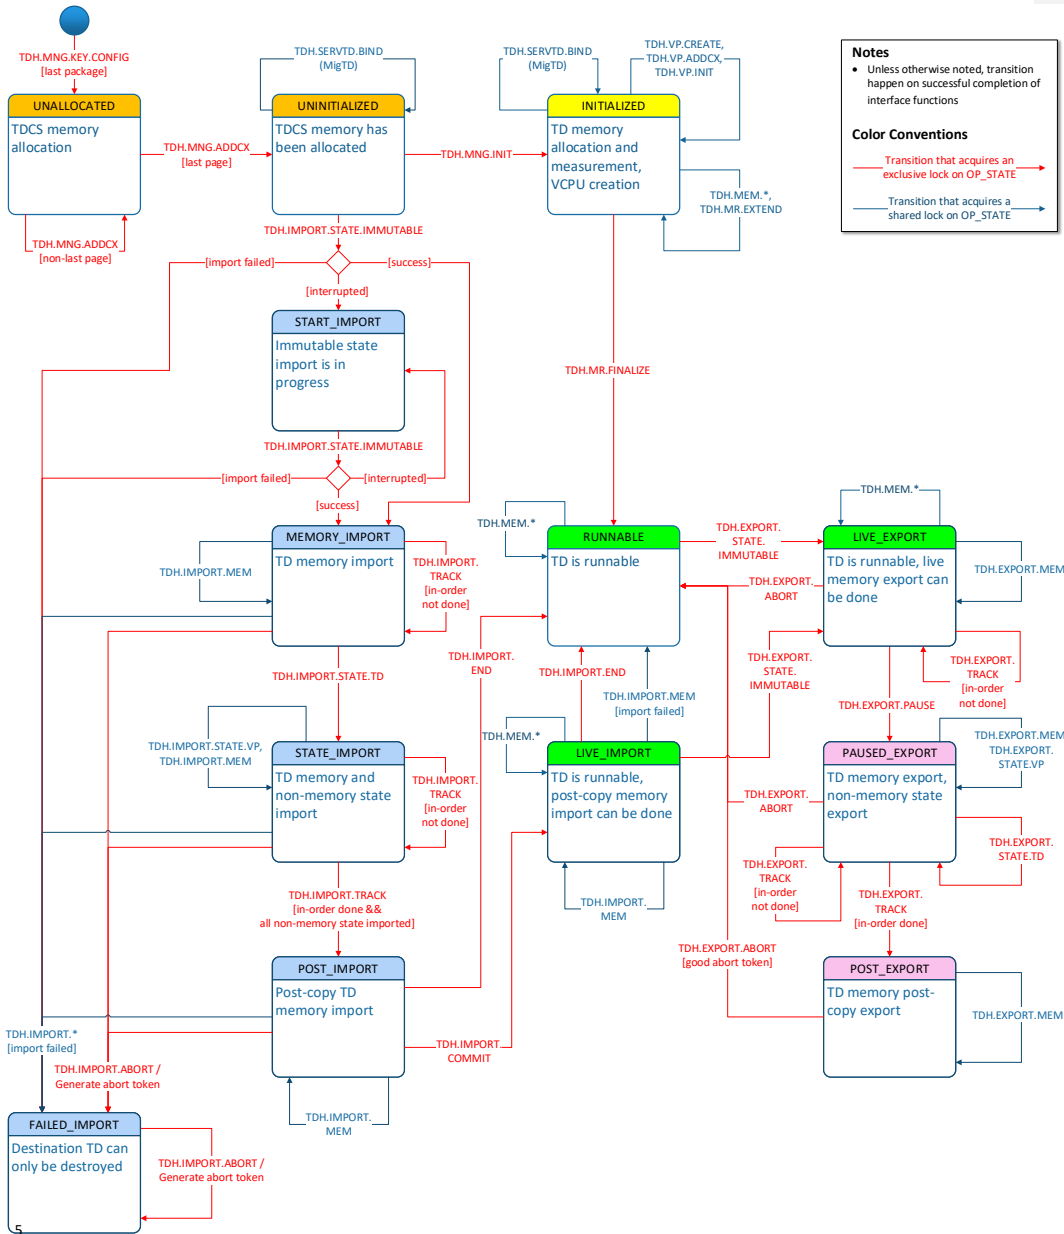 TDH.MNG.KEY.CONFIG
[last package]
UNALLOCATED
TDCS memory
allocation
TDH.MNG.ADDCX
[last page]
TDH.MNG.ADDCX
[non-last page]
TDH.SERVTD.BIND
(MigTD)
UNINITIALIZED
TDCS memory has
been allocated
TDH.MNG.INIT
TDH.SERVTD.BIND
(MigTD)
TDH.VP.CREATE,
TDH.VP.ADDCX,
TDH.VP.INIT
INITIALIZED
TD memory
allocation and
measurement,
VCPU creation
TDH.MEM.*,
TDH.MR.EXTEND
Notes
• Unless otherwise noted, transition
happen on successful completion of
interface functions
Color Conventions
Transition that acquires an
exclusive lock on OP_STATE
Transition that acquires a
shared lock on OP_STATE
TDH.IMPORT.STATE.IMMUTABLE
[import failed]
[success]
[interrupted]
START_IMPORT
Immutable state
import is in
progress
TDH.MR.FINALIZE
TDH.IMPORT.STATE.IMMUTABLE
[import failed]
[interrupted]
[success]
MEMORY_IMPORT
TD memory import
TDH.IMPORT.MEM
TDH.IMPORT.
TRACK
[in-order
not done]
TDH.MEM.*
RUNNABLE
TD is runnable
TDH.EXPORT.
STATE.
IMMUTABLE
TDH.EXPORT.
ABORT
TDH.MEM.*
LIVE_EXPORT
TD is runnable, live
memory export can
be done
TDH.EXPORT.MEM
TDH.EXPORT.
TRACK
[in-order
not done]
TDH.IMPORT.STATE.TD
TDH.IMPORT.
END
TDH.IMPORT.END
TDH.IMPORT.MEM
[import failed]
TDH.EXPORT.
STATE.
IMMUTABLE
TDH.EXPORT.PAUSE
TDH.IMPORT.STATE.VP,
TDH.IMPORT.MEM
STATE_IMPORT
TD memory and
non-memory state
import
TDH.IMPORT.
TRACK
[in-order
not done]
TDH.MEM.*
LIVE_IMPORT
TD is runnable,
post-copy memory
import can be done
TDH.IMPORT.
MEM
TDH.EXPORT.
ABORT
PAUSED_EXPORT
TD memory export,
non-memory state
export
TDH.EXPORT.MEM
TDH.EXPORT.
STATE.VP
TDH.EXPORT.
STATE.TD
TDH.EXPORT.
TRACK
[in-order
not done]
TDH.EXPORT.
TRACK
[in-order done]
TDH.IMPORT.TRACK
[in-order done &&
all non-memory state imported]
TDH.EXPORT.ABORT
[good abort token]
POST_IMPORT
Post-copy TD
memory import
TDH.IMPORT.
COMMIT
TDH.IMPORT.
MEM
POST_EXPORT
TD memory post-
copy export
TDH.EXPORT.MEM
TDH.IMPORT.*
[import failed]
TDH.IMPORT.ABORT /
Generate abort token
FAILED_IMPORT
Destination TD can
only be destroyed
TDH.IMPORT.ABORT /
Generate abort token
5